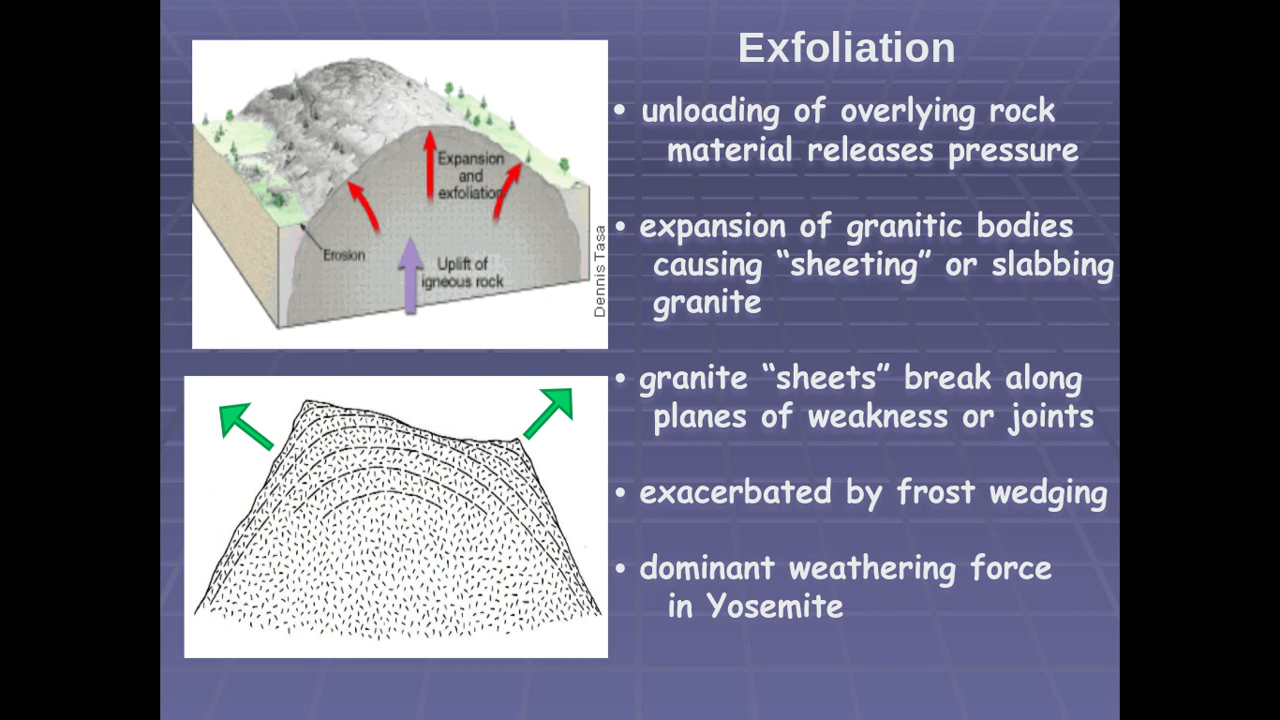 Exfoliation
• unloading of overlying rock
material releases pressure
• expansion of granitic bodies
causing “sheeting” or slabbing
granite
• granite “sheets” break along
planes of weakness or joints
• exacerbated by frost wedging
• dominant weathering force
in Yosemite
Expansion
and
exfoliation
Erosion
Uplift of
igneous rock
Dennis Tasa